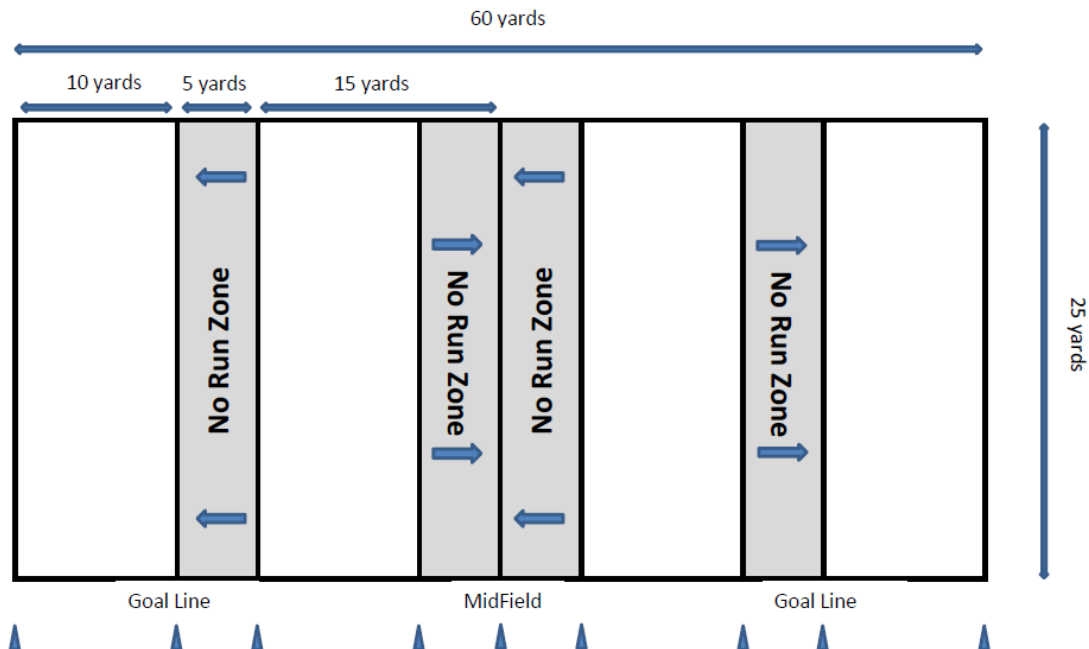 60 yards
10 yards
5 yards
15 yards
No Run Zone
No Run Zone
No Run Zone
No Run Zone
25 yards
Goal Line
MidField
Goal Line